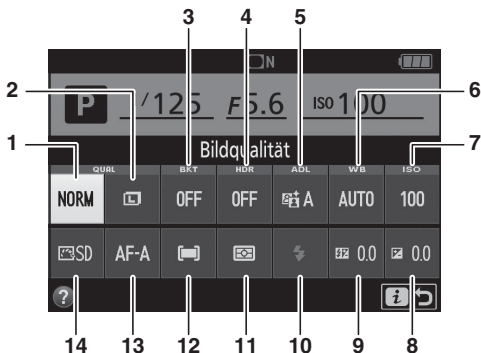 3 4 5
N
2 6
P 1/125 F5.6 ISO 100
Bildqualität
1 7
QUAL BKT HDR ADL WB ISO
NORM L OFF OFF A AUTO 100
SD AF-A 0.0 0.0
? i
14 13 12 11 10 9 8